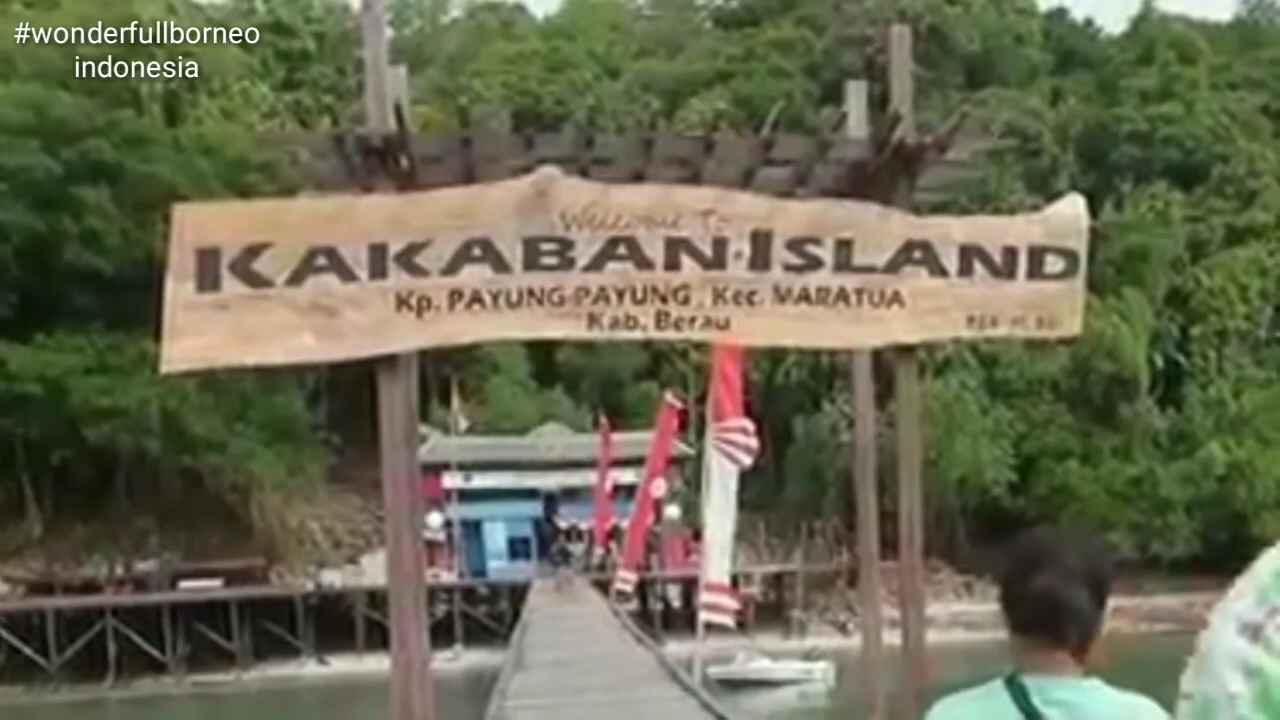 #wonderfullborneo
indonesia
Welcome To
KAKABAN·ISLAND
Kp. PAYUNG-PAYUNG, Kec. MARATUA
Kab. Berau